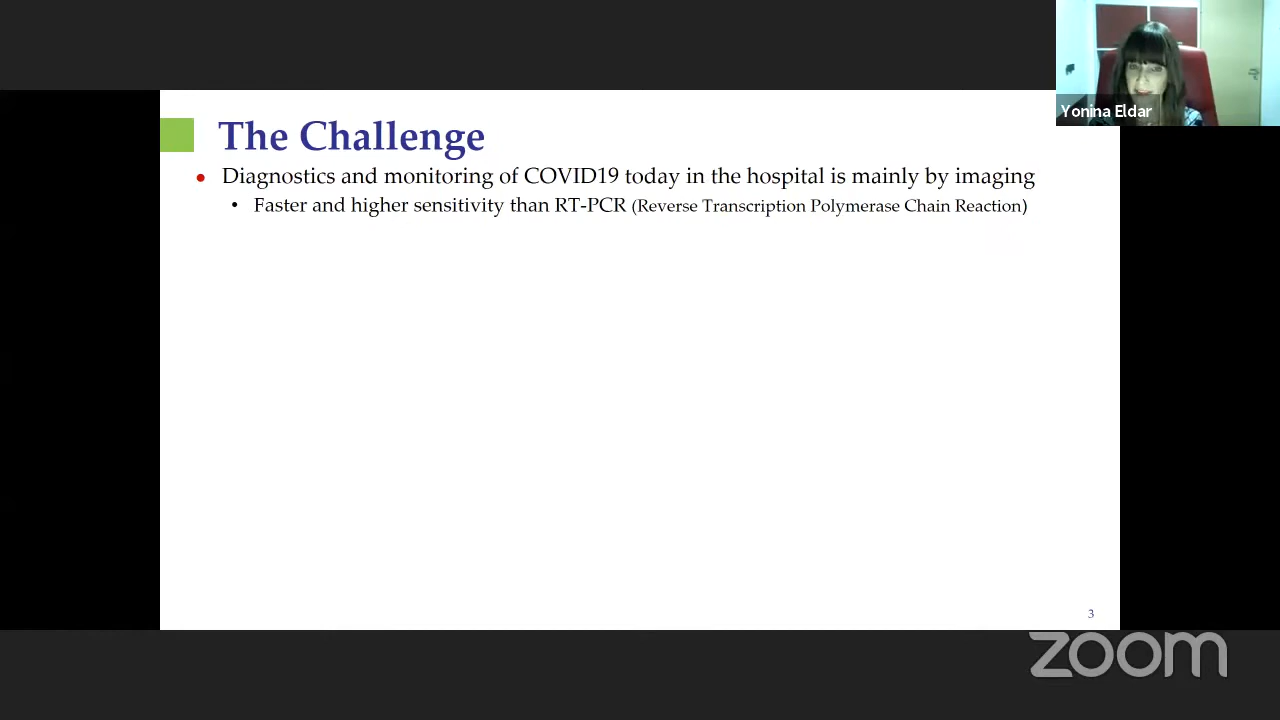 Yonina Eldar
The Challenge
• Diagnostics and monitoring of COVID19 today in the hospital is mainly by imaging
• Faster and higher sensitivity than RT-PCR (Reverse Transcription Polymerase Chain Reaction)
3
zoom